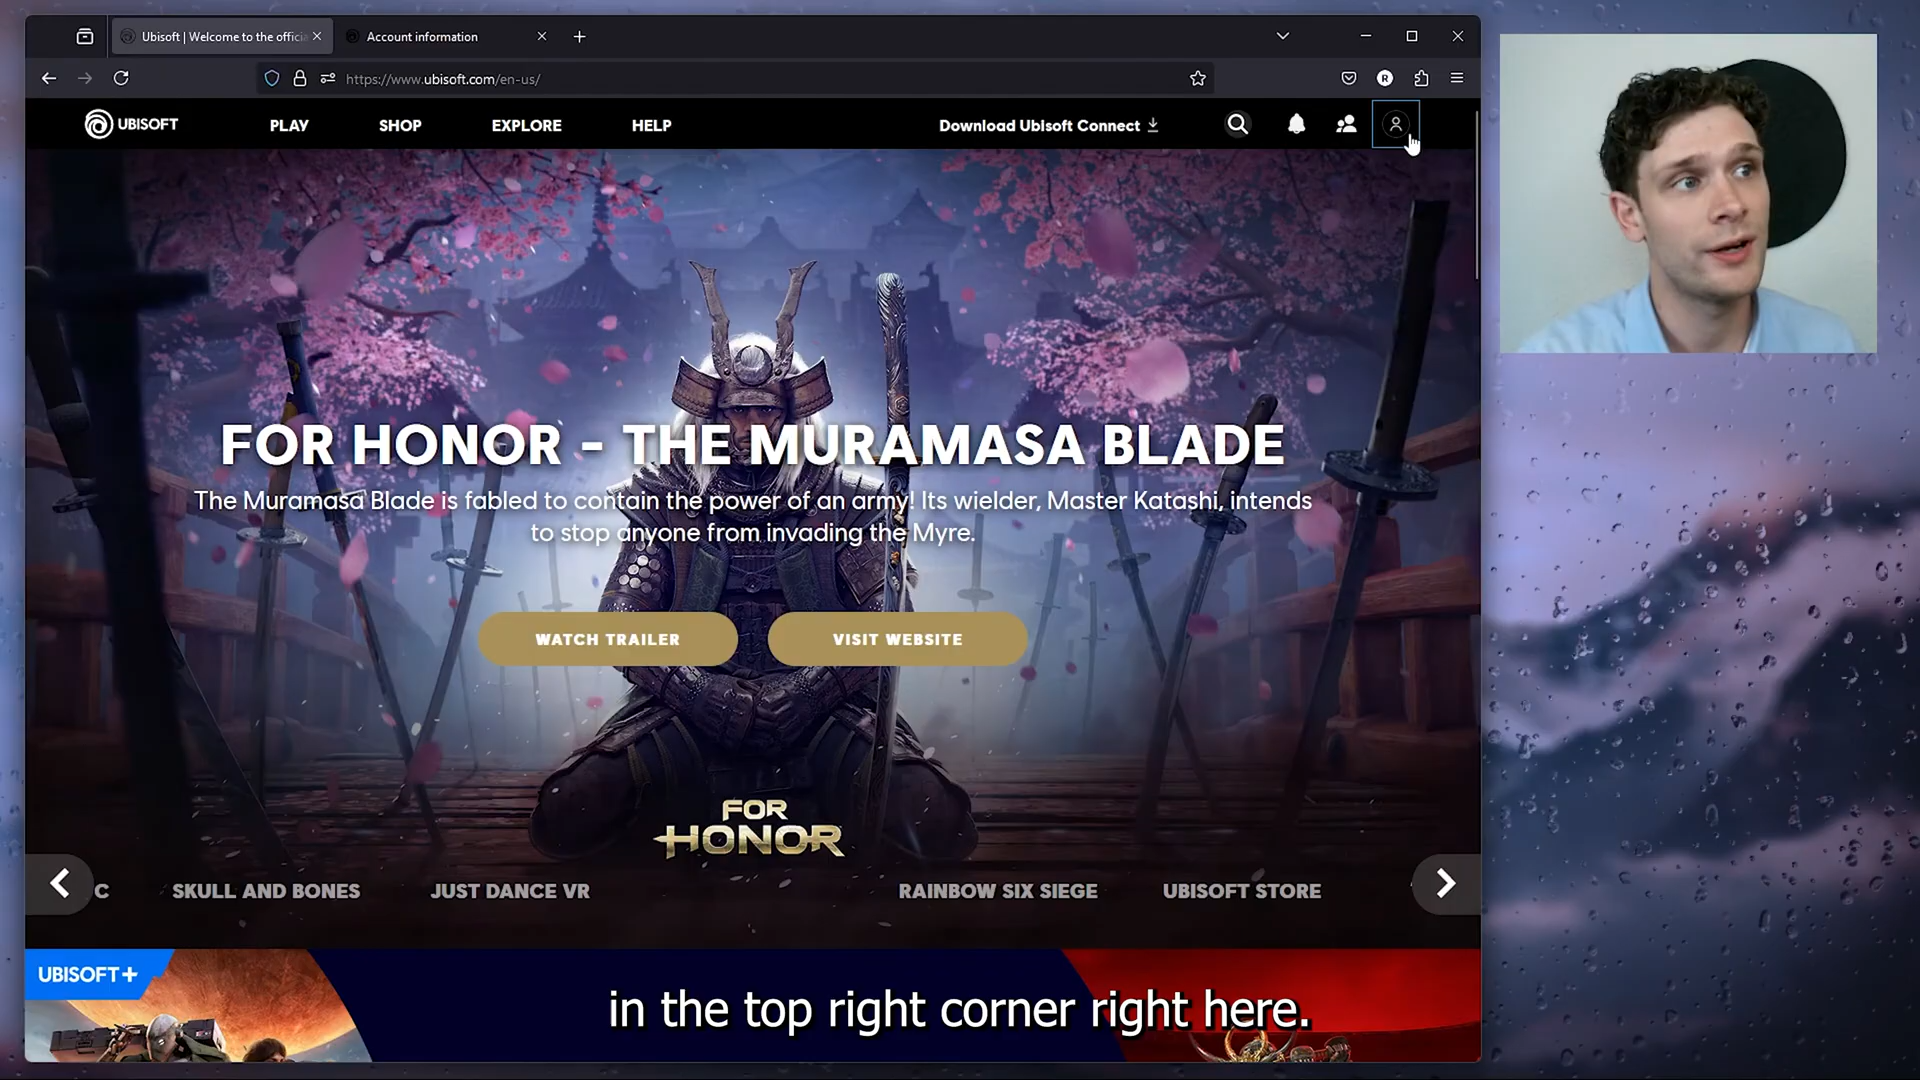 Ubisoft | Welcome to the officia
Account information
https://www.ubisoft.com/en-us/
R
UBISOFT
PLAY
SHOP
EXPLORE
HELP
Download Ubisoft Connect
FOR HONOR - THE MURAMASA BLADE
The Muramasa Blade is fabled to contain the power of an army! Its wielder, Master Katashi, intends
to stop anyone from invading the Myre.
WATCH TRAILER
VISIT WEBSITE
FOR
HONOR
C
SKULL AND BONES
JUST DANCE VR
RAINBOW SIX SIEGE
UBISOFT STORE
UBISOFT+
in the top right corner right here.